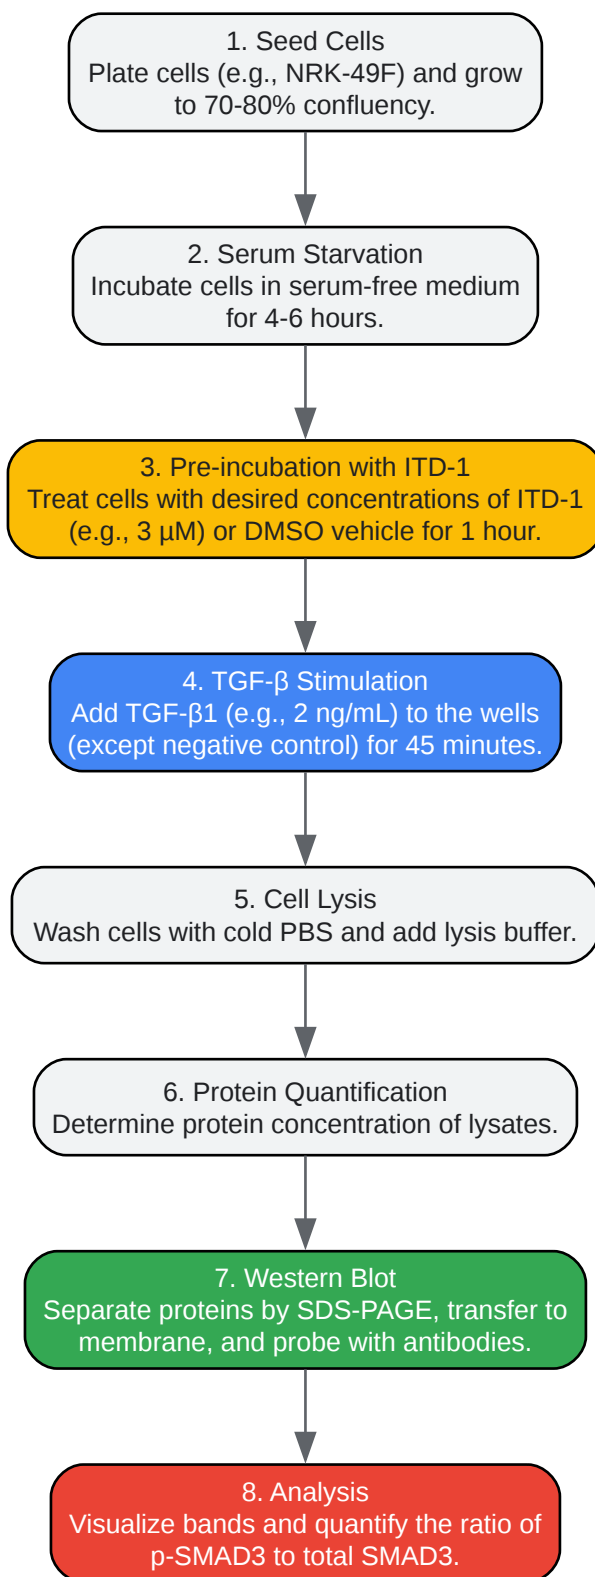 1. Seed Cells
Plate cells (e.g., NRK-49F) and grow
to 70-80% confluency.
2. Serum Starvation
Incubate cells in serum-free medium
for 4-6 hours.
3. Pre-incubation with ITD-1
Treat cells with desired concentrations of ITD-1
(e.g., 3 µM) or DMSO vehicle for 1 hour.
4. TGF-β Stimulation
Add TGF-β1 (e.g., 2 ng/mL) to the wells
(except negative control) for 45 minutes.
5. Cell Lysis
Wash cells with cold PBS and add lysis buffer.
6. Protein Quantification
Determine protein concentration of lysates.
7. Western Blot
Separate proteins by SDS-PAGE, transfer to
membrane, and probe with antibodies.
8. Analysis
Visualize bands and quantify the ratio of
p-SMAD3 to total SMAD3.